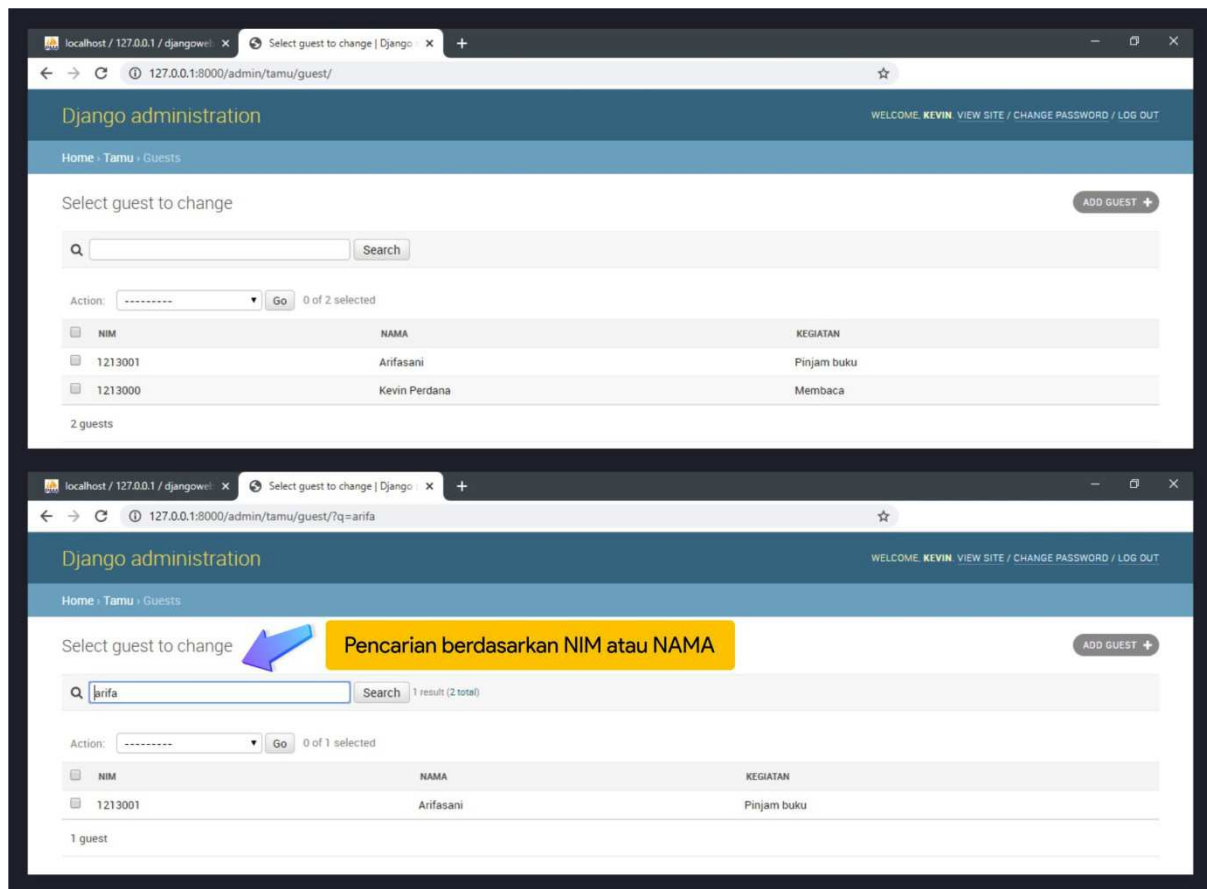 localhost / 127.0.0.1 / djangowe
Select guest to change | Django
127.0.0.1:8000/admin/tamu/guest/
Django administration
WELCOME, KEVIN. VIEW SITE / CHANGE PASSWORD / LOG OUT
Home › Tamu › Guests
Select guest to change
ADD GUEST +
Search
Action: --------- Go 0 of 2 selected
NIM NAMA KEGIATAN
1213001 Arifasani Pinjam buku
1213000 Kevin Perdana Membaca
2 guests
localhost / 127.0.0.1 / djangowe
Select guest to change | Django
127.0.0.1:8000/admin/tamu/guest/?q=arifa
Django administration
WELCOME, KEVIN. VIEW SITE / CHANGE PASSWORD / LOG OUT
Home › Tamu › Guests
Select guest to change
Pencarian berdasarkan NIM atau NAMA
ADD GUEST +
arifa Search 1 result (2 total)
Action: --------- Go 0 of 1 selected
NIM NAMA KEGIATAN
1213001 Arifasani Pinjam buku
1 guest